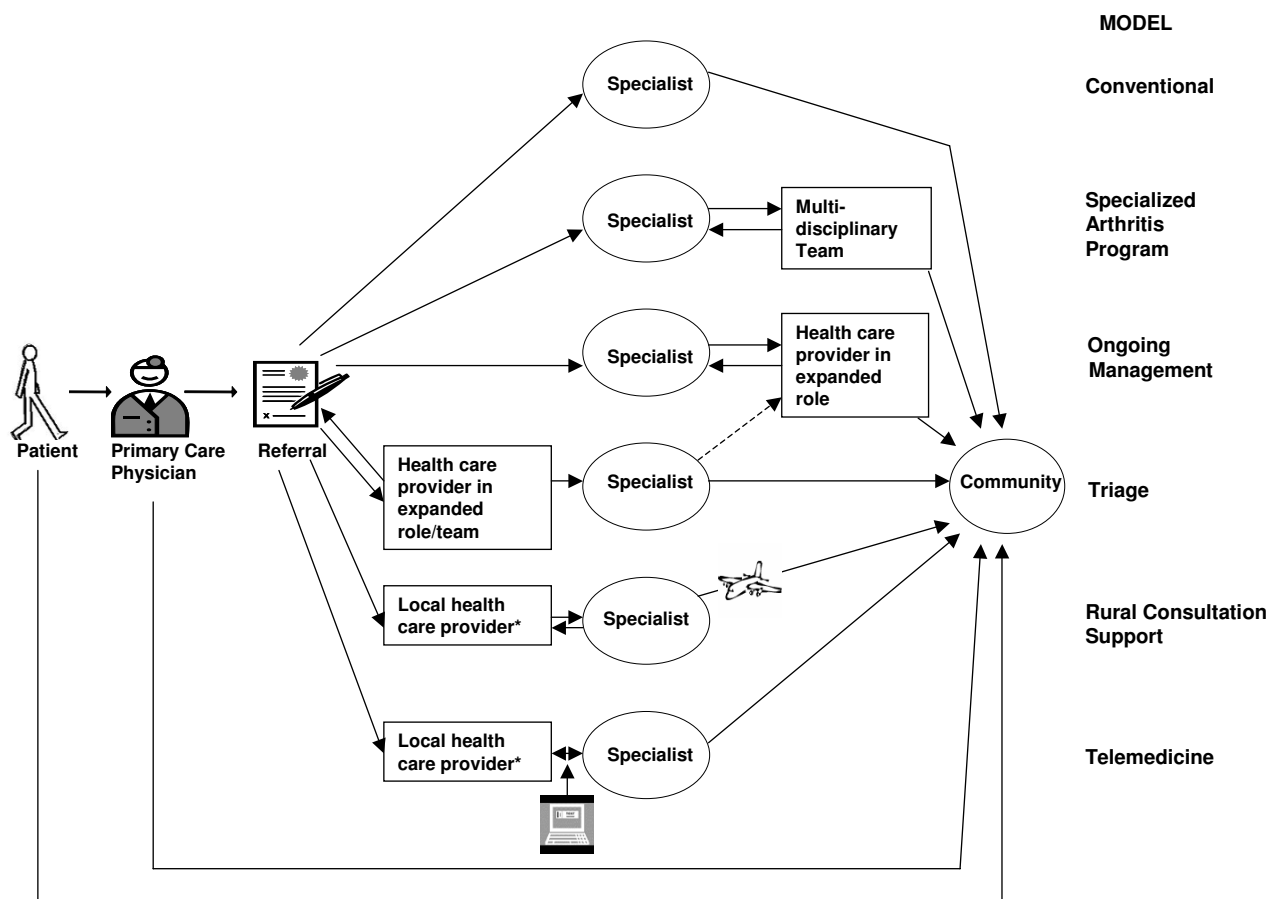 MODEL
Specialist
Conventional
Specialist
Multi-
disciplinary
Team
Specialized
Arthritis
Program
Specialist
Health care
provider in
expanded
role
Ongoing
Management
Patient
Primary Care
Physician
Referral
Health care
provider in
expanded
role/team
Specialist
Community
Triage
Local health
care provider*
Specialist
Rural Consultation
Support
Local health
care provider*
Specialist
Telemedicine